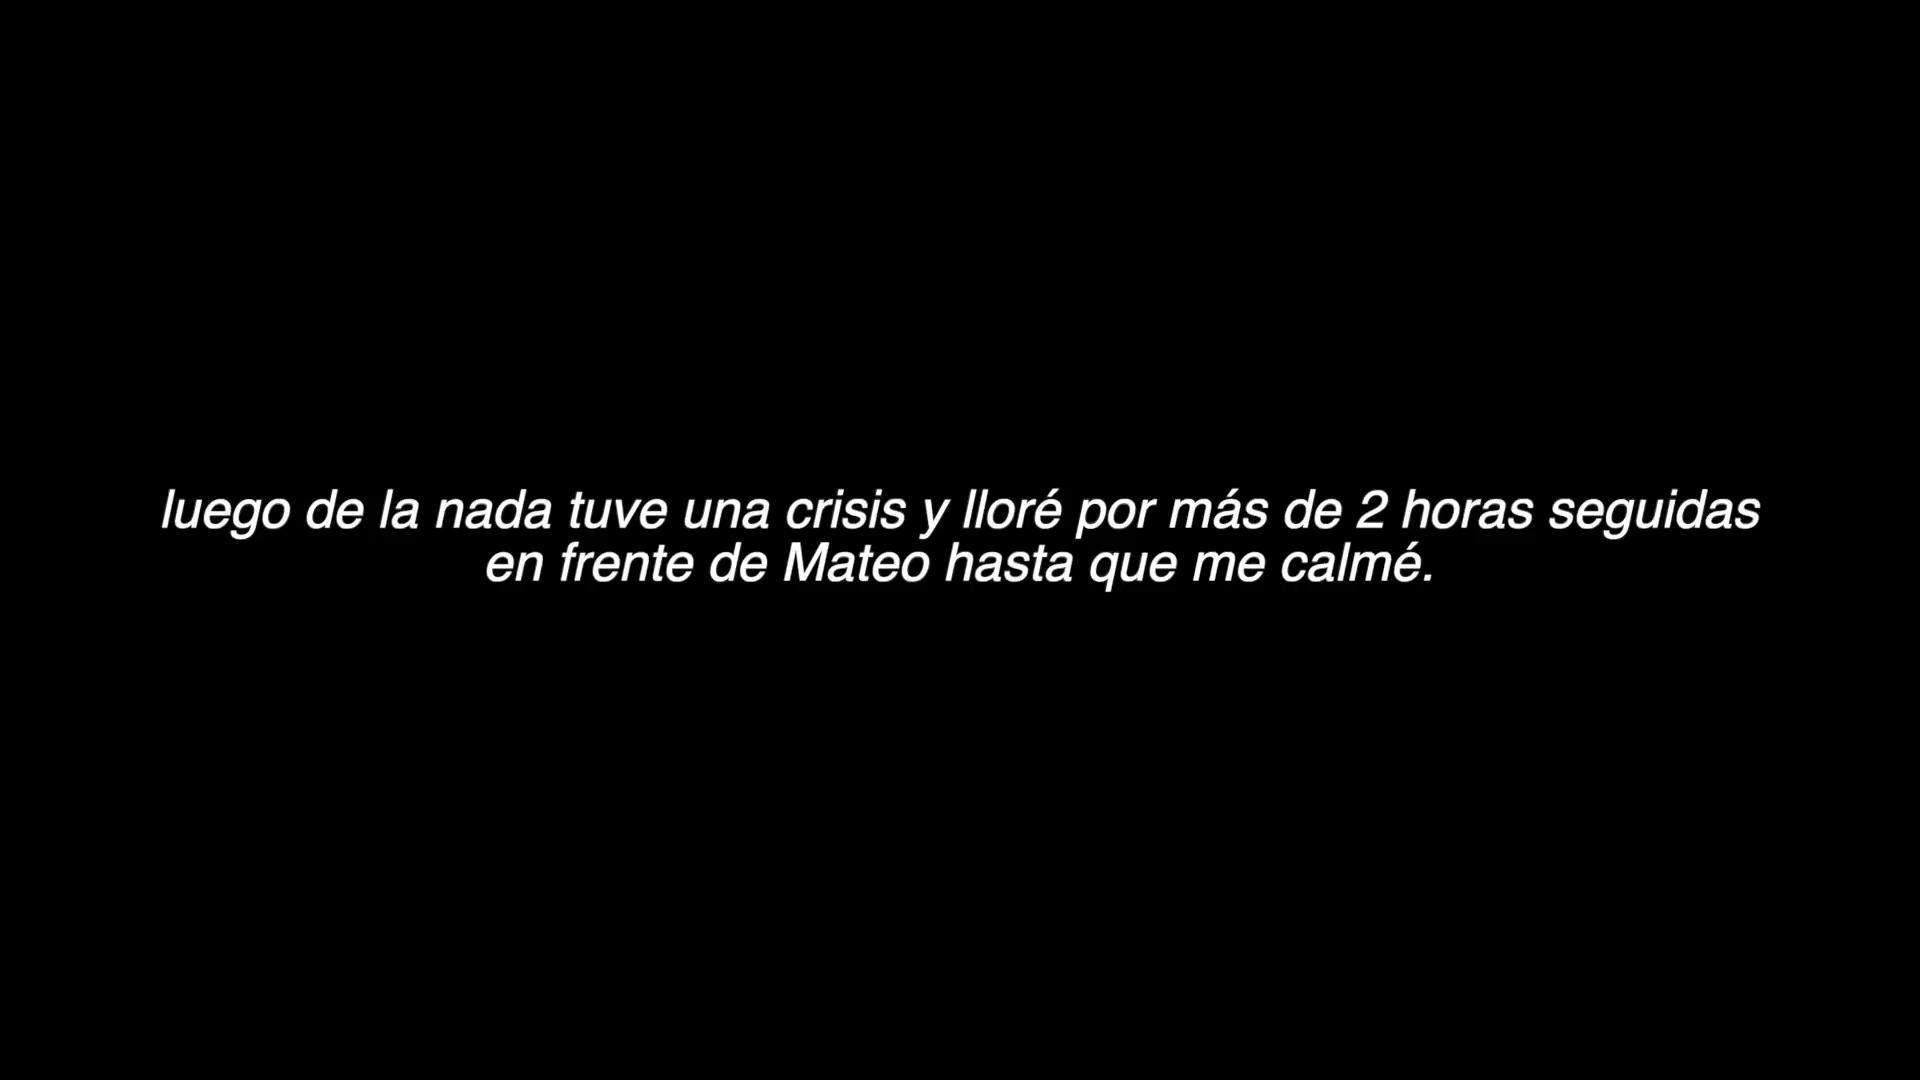 luego de la nada tuve una crisis y lloré por más de 2 horas seguidas
en frente de Mateo hasta que me calmé.